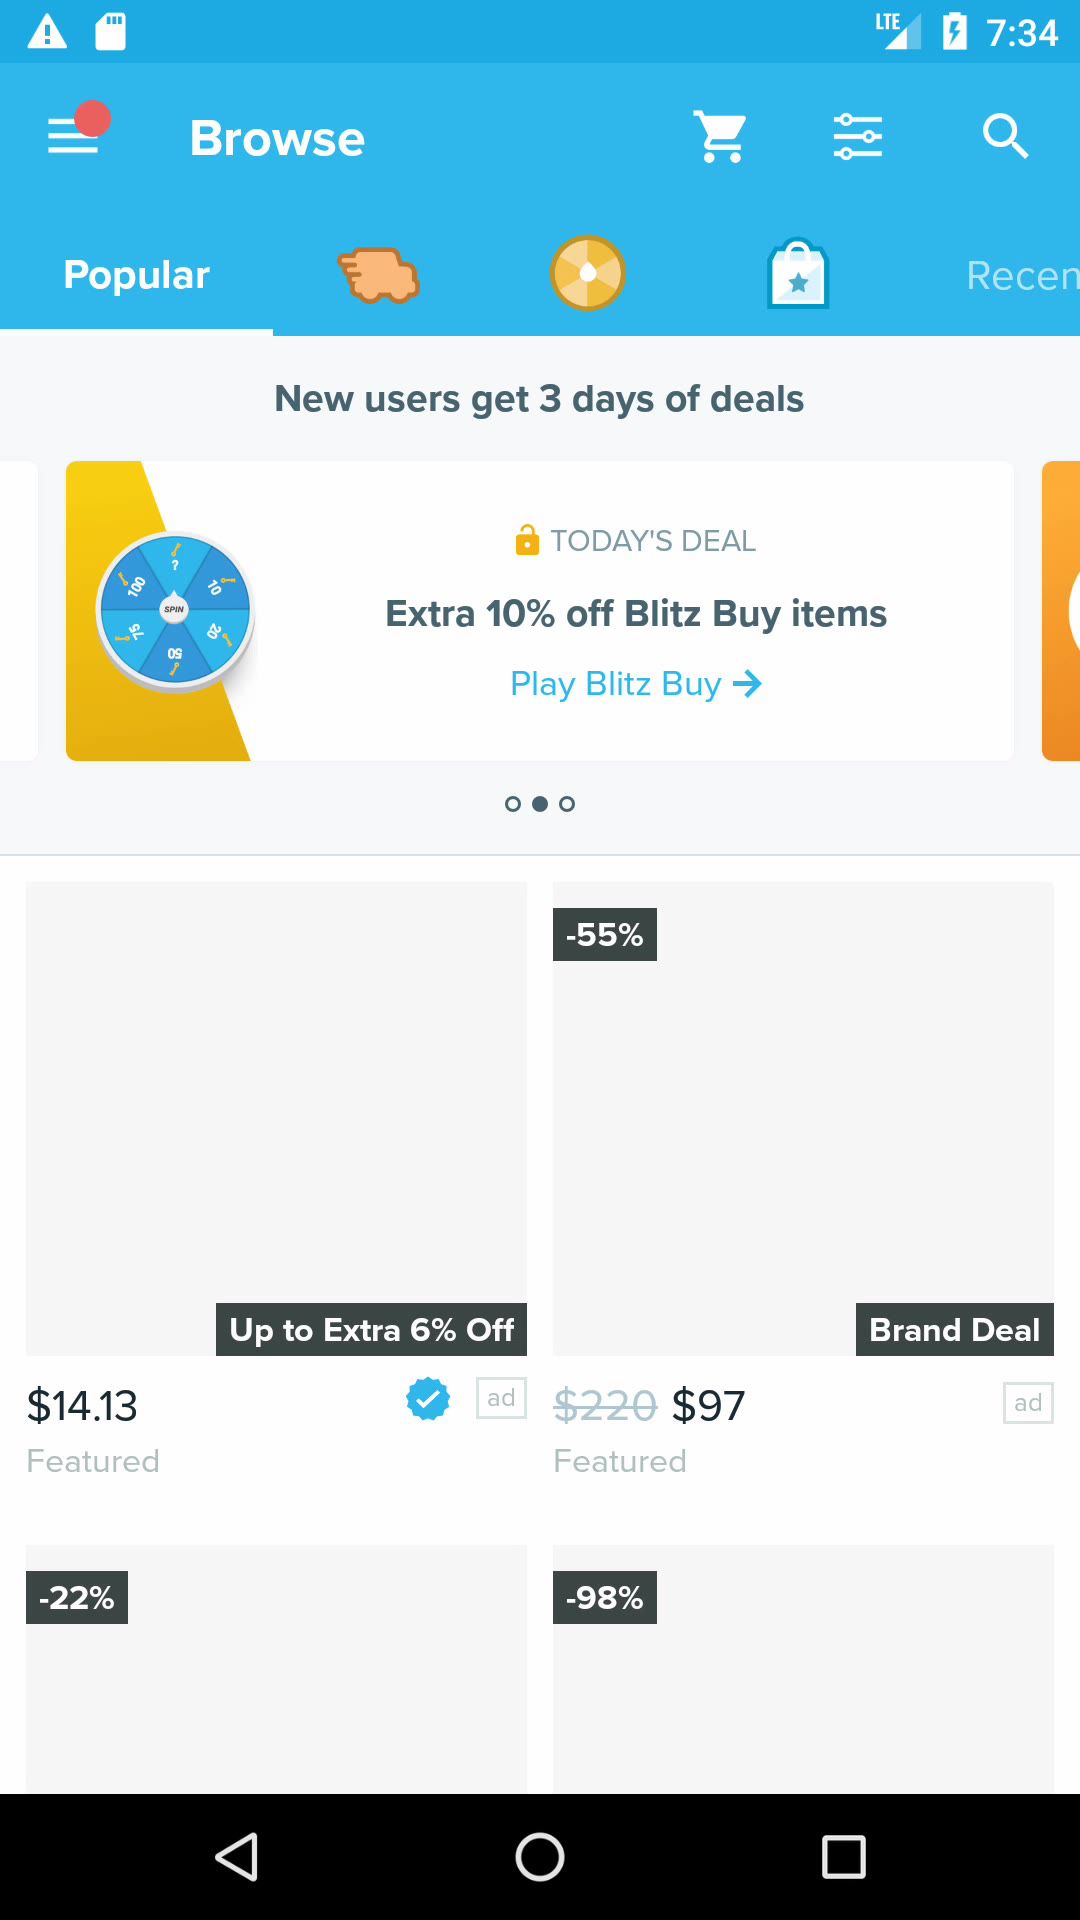 LTE 7:34
Browse
Popular
Recen
New users get 3 days of deals
TODAY'S DEAL
Extra 10% off Blitz Buy items
Play Blitz Buy
?
10
20
50
75
100
SPIN
-55%
Up to Extra 6% Off
Brand Deal
$14.13
ad
$220 $97
ad
Featured
Featured
-22%
-98%